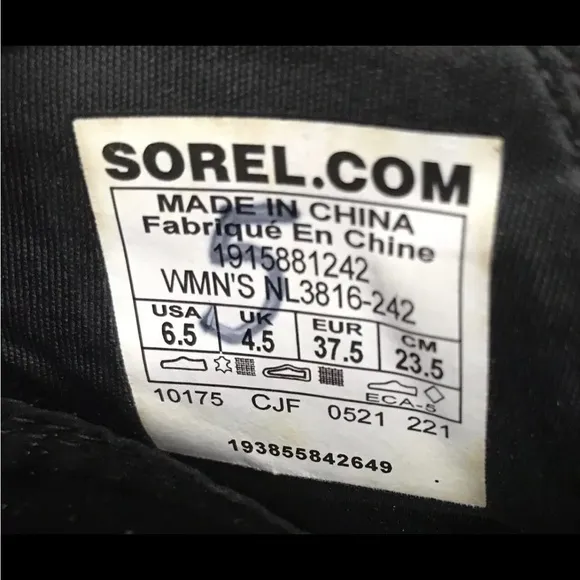 SOREL.COM
MADE IN CHINA
Fabriqué En Chine
1915881242
WMN'S NL3816-242
USA UK EUR CM
6.5 4.5 37.5 23.5
ECA-5
10175 CJF 0521 221
193855842649